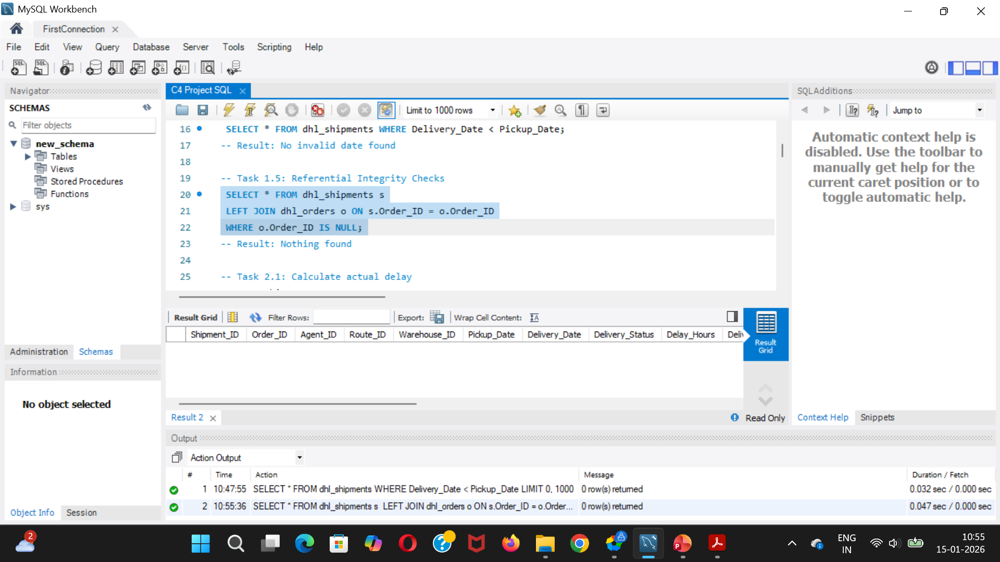 MySQL Workbench
FirstConnection
File Edit View Query Database Server Tools Scripting Help
Navigator
SCHEMAS
Filter objects
new_schema
Tables
Views
Stored Procedures
Functions
sys
Administration Schemas
Information
No object selected
Object Info Session
C4 Project SQL
Limit to 1000 rows
16 SELECT * FROM dhl_shipments WHERE Delivery_Date < Pickup_Date;
17 -- Result: No invalid date found
18
19 -- Task 1.5: Referential Integrity Checks
20 SELECT * FROM dhl_shipments s
21 LEFT JOIN dhl_orders o ON s.Order_ID = o.Order_ID
22 WHERE o.Order_ID IS NULL;
23 -- Result: Nothing found
24
25 -- Task 2.1: Calculate actual delay
Result Grid Filter Rows: Export: Wrap Cell Content:
Shipment_ID Order_ID Agent_ID Route_ID Warehouse_ID Pickup_Date Delivery_Date Delivery_Status Delay_Hours Deli
Result
Grid
Result 2
Read Only
SQLAdditions
Jump to
Automatic context help is
disabled. Use the toolbar to
manually get help for the
current caret position or to
toggle automatic help.
Context Help Snippets
Output
Action Output
# Time Action Message Duration / Fetch
1 10:47:55 SELECT * FROM dhl_shipments WHERE Delivery_Date < Pickup_Date LIMIT 0, 1000 0 row(s) returned 0.032 sec / 0.000 sec
2 10:55:36 SELECT * FROM dhl_shipments s LEFT JOIN dhl_orders o ON s.Order_ID = o.Order... 0 row(s) returned 0.047 sec / 0.000 sec
2
ENG
IN
10:55
15-01-2026